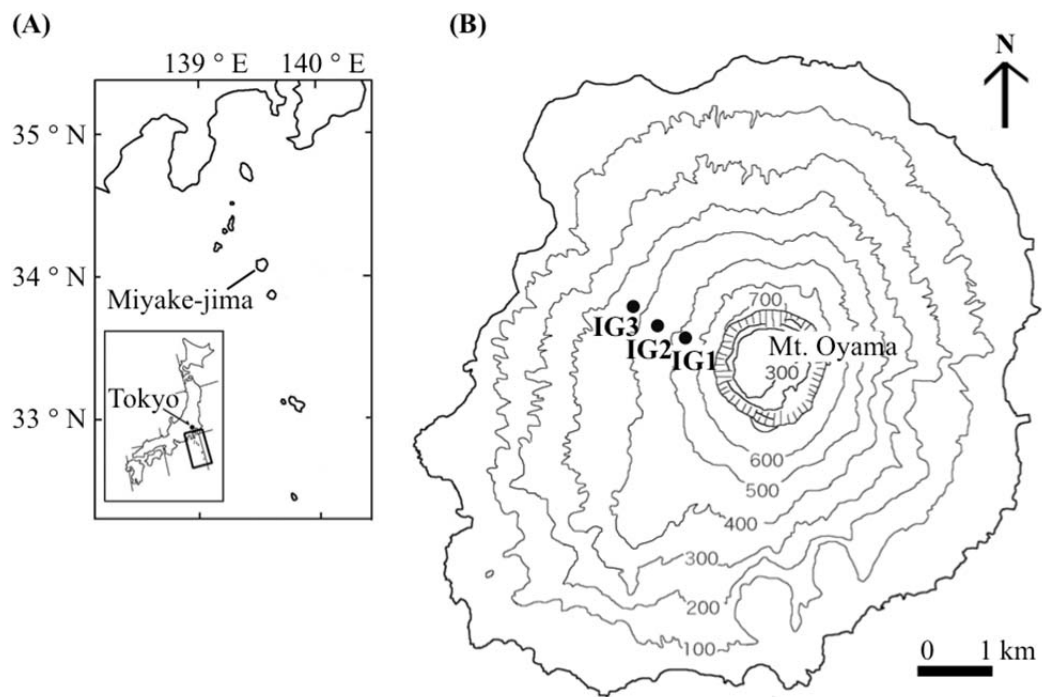 (A)
139 ° E 140 ° E
35 ° N
34 ° N
Miyake-jima
33 ° N
Tokyo
(B)
N
IG3
IG2
IG1
700
Mt. Oyama
300
600
500
400
300
200
100
0 1 km